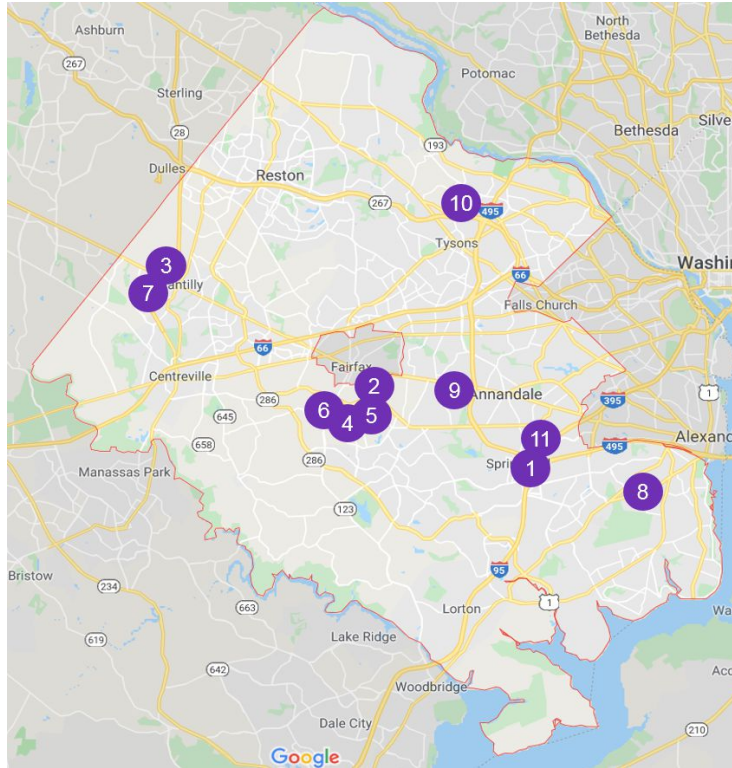 Ashburn
North
Bethesda
267
Potomac
Sterling
Silve
28
Bethesda
193
Dulles
Reston
267
10
495
Tysons
3
Washi
66
antilly
7
Falls Church
66
Fairfax
Centreville
2
9
Annandale
395
1
286
6
5
645
4
11
495
Alexan
658
Spri
286
1
Manassas Park
8
123
95
Bristow
234
1
663
Lorton
Wa
619
Lake Ridge
642
Woodbridge
Acc
Dale City
210
Google